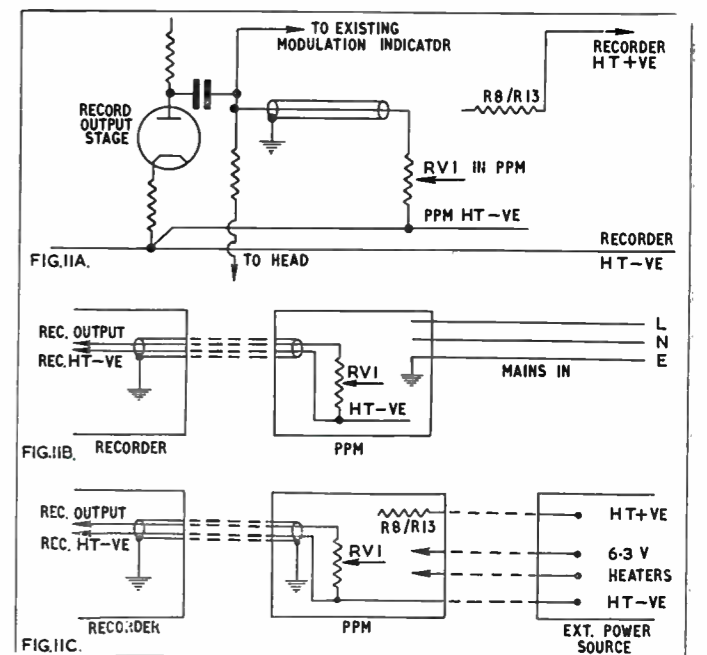 TO EXISTING
MODULATION INDICATOR
RECORDER
HT+VE
R8/R13
RECORD
OUTPUT
STAGE
RV1 IN PPM
PPM HT-VE
RECORDER
HT-VE
TO HEAD
FIG.11A.
REC. OUTPUT
REC.HT-VE
RV1
HT-VE
L
N
E
MAINS IN
FIG.11B.
RECORDER
PPM
REC. OUTPUT
REC. HT-VE
R8/R13
RV1
HT+VE
6·3 V
HEATERS
HT-VE
RECORDER
PPM
EXT. POWER
SOURCE
FIG.11C.